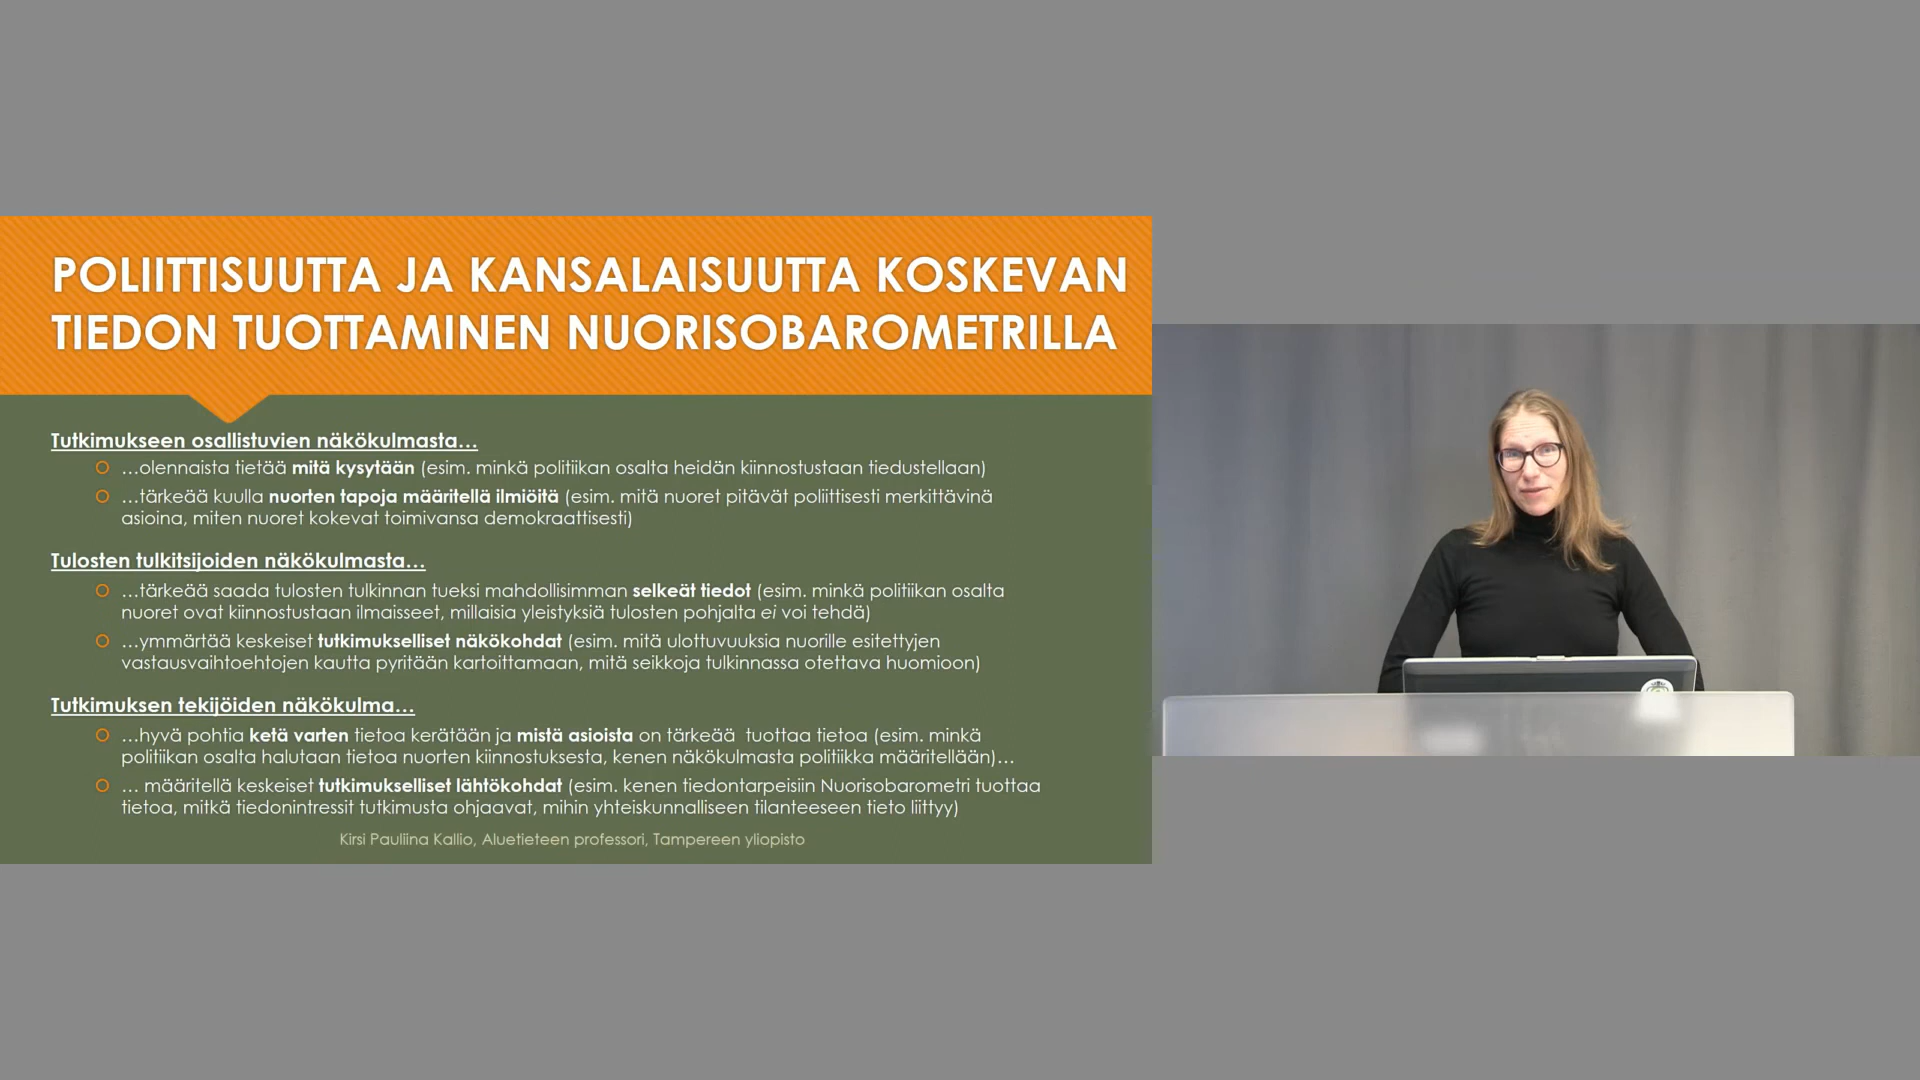 POLIITTISUUTTA JA KANSALAISUUTTA KOSKEVAN
TIEDON TUOTTAMINEN NUORISOBAROMETRILLA
Tutkimukseen osallistuvien näkökulmasta…
…olennaista tietää mitä kysytään (esim. minkä politiikan osalta heidän kiinnostustaan tiedustellaan)
…tärkeää kuulla nuorten tapoja määritellä ilmiöitä (esim. mitä nuoret pitävät poliittisesti merkittävinä
asioina, miten nuoret kokevat toimivansa demokraattisesti)
Tulosten tulkitsijoiden näkökulmasta…
…tärkeää saada tulosten tulkinnan tueksi mahdollisimman selkeät tiedot (esim. minkä politiikan osalta
nuoret ovat kiinnostustaan ilmaisseet, millaisia yleistyksiä tulosten pohjalta ei voi tehdä)
…ymmärtää keskeiset tutkimukselliset näkökohdat (esim. mitä ulottuvuuksia nuorille esitettyjen
vastausvaihtoehtojen kautta pyritään kartoittamaan, mitä seikkoja tulkinnassa otettava huomioon)
Tutkimuksen tekijöiden näkökulma…
…hyvä pohtia ketä varten tietoa kerätään ja mistä asioista on tärkeää  tuottaa tietoa (esim. minkä
politiikan osalta halutaan tietoa nuorten kiinnostuksesta, kenen näkökulmasta politiikka määritellään)…
… määritellä keskeiset tutkimukselliset lähtökohdat (esim. kenen tiedontarpeisiin Nuorisobarometri tuottaa
tietoa, mitkä tiedonintressit tutkimusta ohjaavat, mihin yhteiskunnalliseen tilanteeseen tieto liittyy)
Kirsi Pauliina Kallio, Aluetieteen professori, Tampereen yliopisto